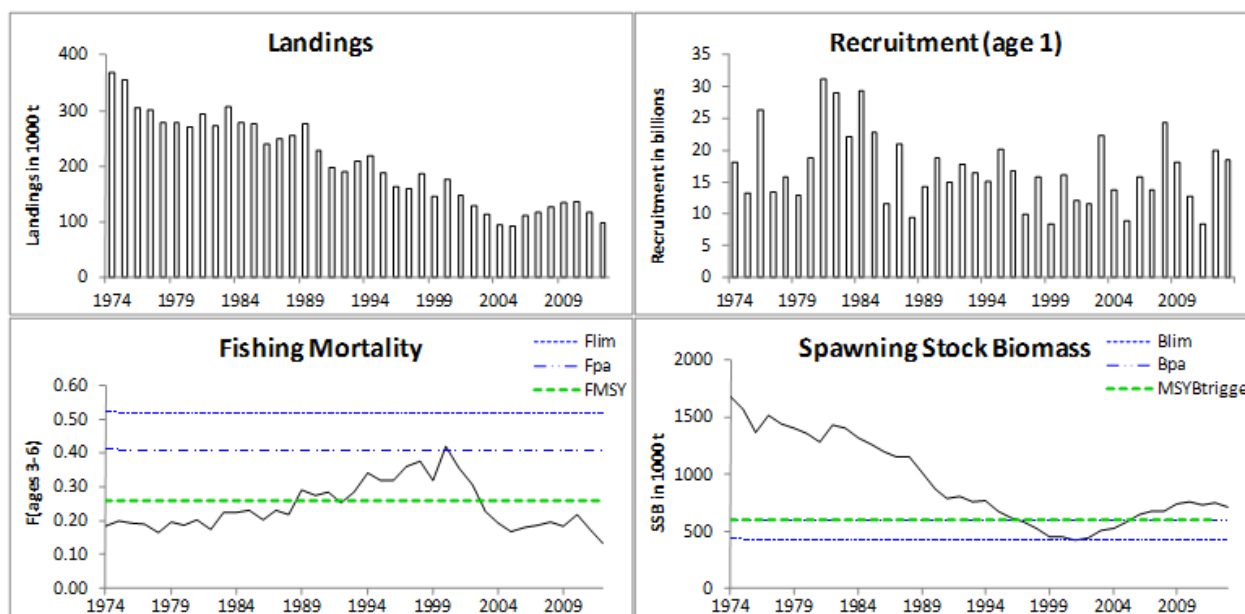 Landings
Landings in 1000 t
400
300
200
100
0
1974 1979 1984 1989 1994 1999 2004 2009
Recruitment (age 1)
Recruitment in billions
35
30
25
20
15
10
5
0
1974 1979 1984 1989 1994 1999 2004 2009
Fishing Mortality
Flim
Fpa
FMSY
F(ages 3-6)
0.60
0.50
0.40
0.30
0.20
0.10
0.00
1974 1979 1984 1989 1994 1999 2004 2009
Spawning Stock Biomass
Blim
Bpa
MSYBtrigge
SSB in 1000 t
2000
1500
1000
500
0
1974 1979 1984 1989 1994 1999 2004 2009